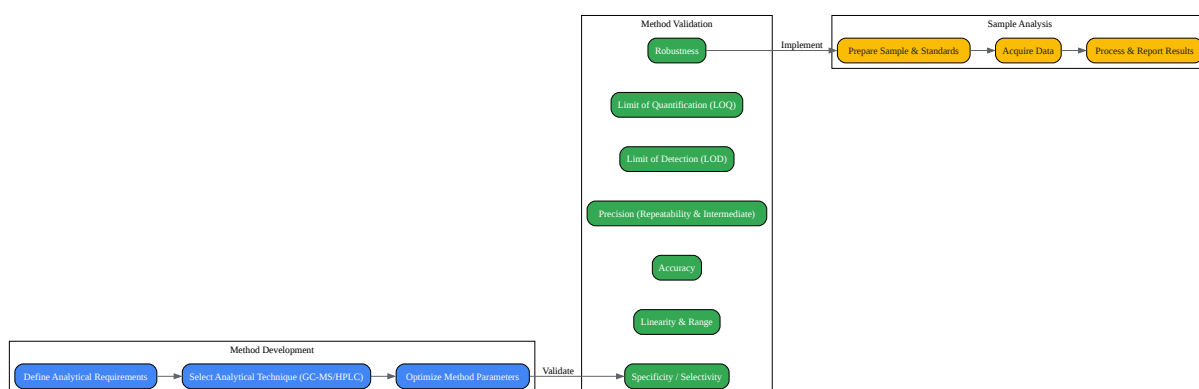 Method Validation
Robustness
Limit of Quantification (LOQ)
Limit of Detection (LOD)
Precision (Repeatability & Intermediate)
Accuracy
Linearity & Range
Specificity / Selectivity
Implement
Sample Analysis
Prepare Sample & Standards
Acquire Data
Process & Report Results
Method Development
Define Analytical Requirements
Select Analytical Technique (GC-MS/HPLC)
Optimize Method Parameters
Validate